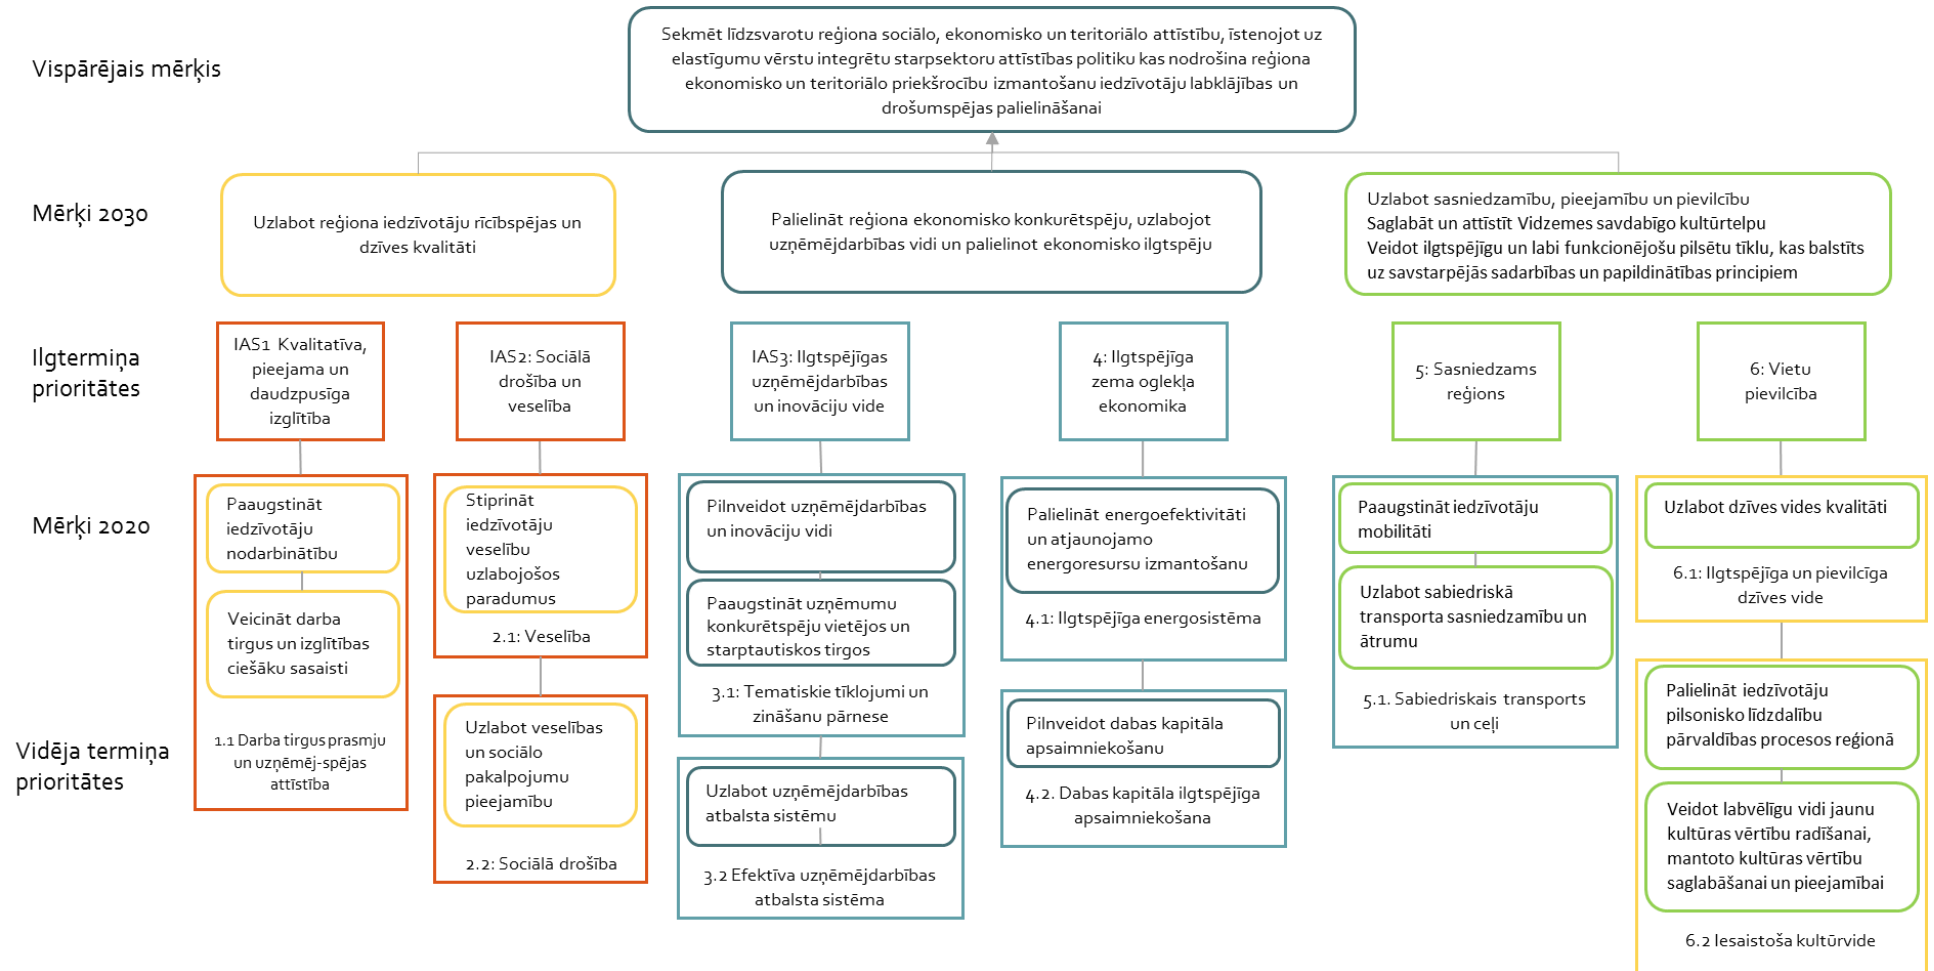 Vispārējais mērķis
Sekmēt līdzsvarotu reģiona sociālo, ekonomisko un teritoriālo attīstību, īstenojot uz
elastīgumu vērstu integrētu starpsektoru attīstības politiku kas nodrošina reģiona
ekonomisko un teritoriālo priekšrocību izmantošanu iedzīvotāju labklājības un
drošumspējas palielināšanai
Mērķi 2030
Uzlabot reģiona iedzīvotāju rīcībspējas un
dzīves kvalitāti
Palielināt reģiona ekonomisko konkurētspēju, uzlabojot
uzņēmējdarbības vidi un palielinot ekonomisko ilgtspēju
Uzlabot sasniedzamību, pieejamību un pievilcību
Saglabāt un attīstīt Vidzemes savdabīgo kultūrtelpu
Veidot ilgtspējīgu un labi funkcionējošu pilsētu tīklu, kas balstīts
uz savstarpējās sadarbības un papildinātības principiem
Ilgtermiņa
prioritātes
IAS1 Kvalitatīva,
pieejama un
daudzpusīga
izglītība
IAS2: Sociālā
drošība un
veselība
IAS3: Ilgtspējīgas
uzņēmējdarbības
un inovāciju vide
4: Ilgtspējīga
zema oglekļa
ekonomika
5: Sasniedzams
reģions
6: Vietu
pievilcība
Mērķi 2020
Vidēja termiņa
prioritātes
Paaugstināt
iedzīvotāju
nodarbinātību
Veicināt darba
tirgus un izglītības
ciešāku sasaisti
1.1 Darba tirgus prasmju
un uzņēmēj-spējas
attīstība
Stiprināt
iedzīvotāju
veselību
uzlabojošos
paradumus
2.1: Veselība
Uzlabot veselības
un sociālo
pakalpojumu
pieejamību
2.2: Sociālā drošība
Pilnveidot uzņēmējdarbības
un inovāciju vidi
Paaugstināt uzņēmumu
konkurētspēju vietējos un
starptautiskos tirgos
3.1: Tematiskie tīklojumi un
zināšanu pārnese
Uzlabot uzņēmējdarbības
atbalsta sistēmu
3.2 Efektīva uzņēmējdarbības
atbalsta sistēma
Palielināt energoefektivitāti
un atjaunojamo
energoresursu izmantošanu
4.1: Ilgtspējīga energosistēma
Pilnveidot dabas kapitāla
apsaimniekošanu
4.2. Dabas kapitāla ilgtspējīga
apsaimniekošana
Paaugstināt iedzīvotāju
mobilitāti
Uzlabot sabiedriskā
transporta sasniedzamību un
ātrumu
5.1. Sabiedriskais transports
un ceļi
Uzlabot dzīves vides kvalitāti
6.1: Ilgtspējīga un pievilcīga
dzīves vide
Palielināt iedzīvotāju
pilsonisko līdzdalību
pārvaldības procesos reģionā
Veidot labvēlīgu vidi jaunu
kultūras vērtību radīšanai,
mantoto kultūras vērtību
saglabāšanai un pieejamībai
6.2 Iesaistoša kultūrvide